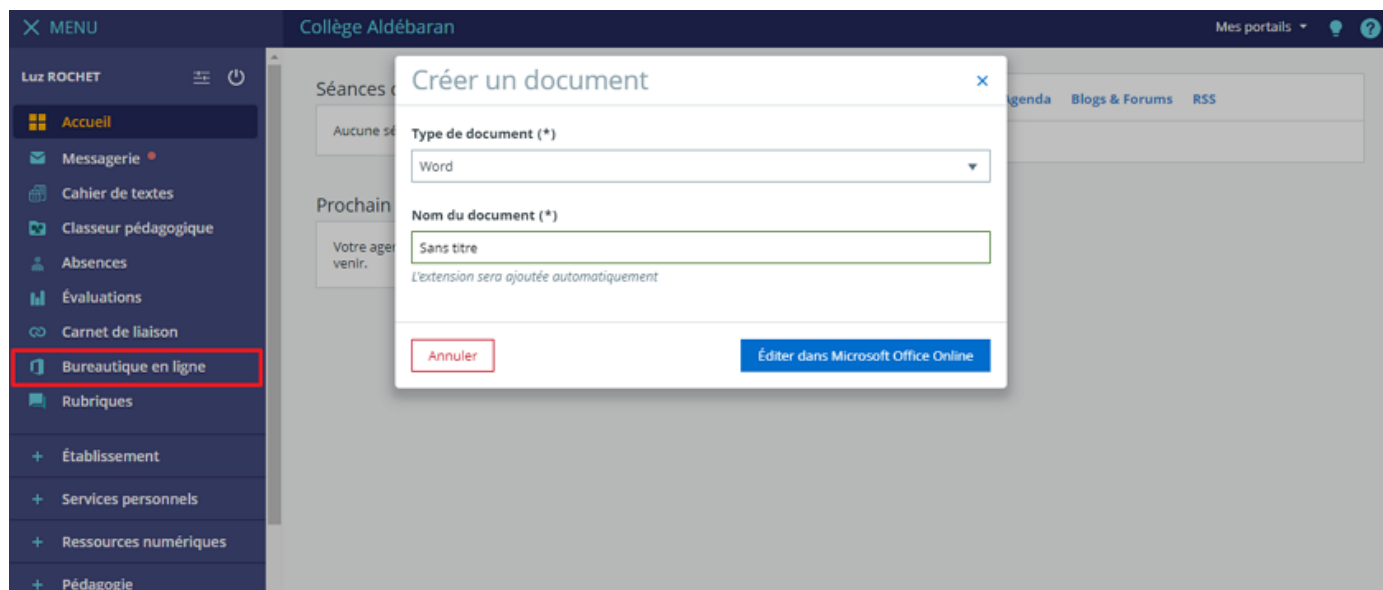 MENU
Collège Aldébaran
Mes portails
Luz ROCHET
Accueil
Messagerie
Cahier de textes
Classeur pédagogique
Absences
Évaluations
Carnet de liaison
Bureautique en ligne
Rubriques
+ Établissement
+ Services personnels
+ Ressources numériques
+ Pédagogie
Séances
Aucune
Prochain
Votre
venir.
Agenda Blogs & Forums RSS
Créer un document
×
Type de document (*)
Word
Nom du document (*)
Sans titre
L'extension sera ajoutée automatiquement
Annuler
Éditer dans Microsoft Office Online